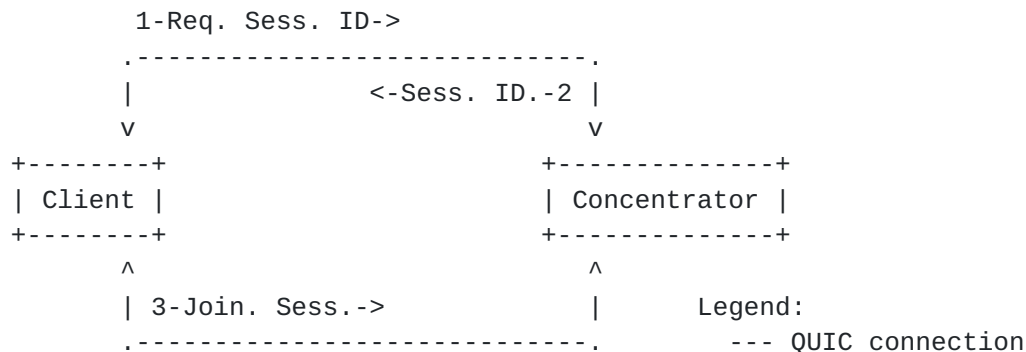 1-Req. Sess. ID->
<-Sess. ID.-2
Client
Concentrator
3-Join. Sess.->
Legend:
--- QUIC connection